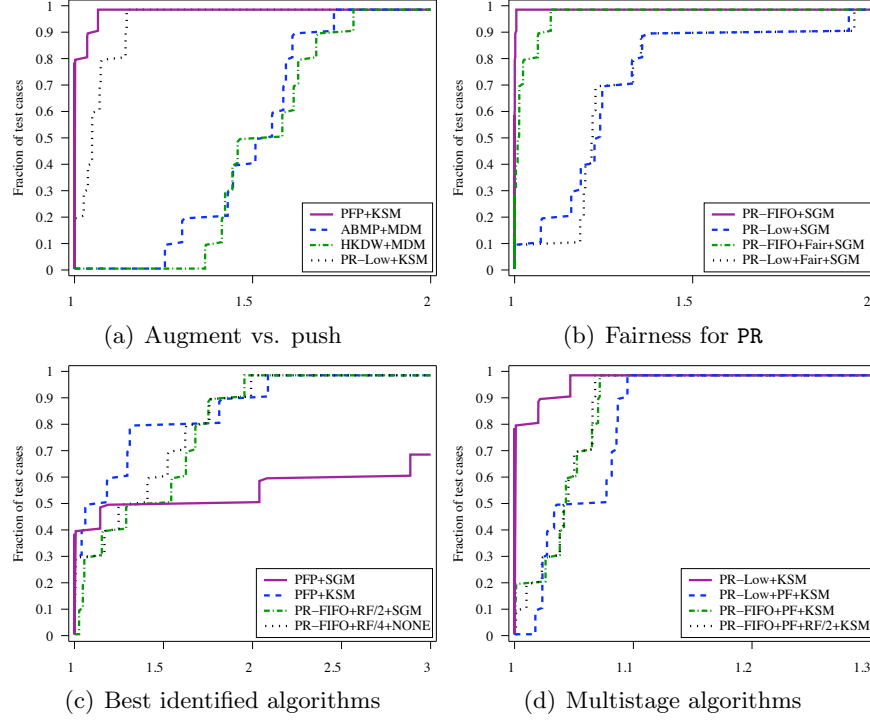 Fraction of test cases
1
0.9
0.8
0.7
0.6
0.5
0.4
0.3
0.2
0.1
0
PFP+KSM
ABMP+MDM
HKDW+MDM
PR−Low+KSM
1 1.5 2
(a) Augment vs. push
Fraction of test cases
1
0.9
0.8
0.7
0.6
0.5
0.4
0.3
0.2
0.1
0
PR−FIFO+SGM
PR−Low+SGM
PR−FIFO+Fair+SGM
PR−Low+Fair+SGM
1 1.5 2
(b) Fairness for PR
Fraction of test cases
1
0.9
0.8
0.7
0.6
0.5
0.4
0.3
0.2
0.1
0
PFP+SGM
PFP+KSM
PR−FIFO+RF/2+SGM
PR−FIFO+RF/4+NONE
1 1.5 2 2.5 3
(c) Best identified algorithms
Fraction of test cases
1
0.9
0.8
0.7
0.6
0.5
0.4
0.3
0.2
0.1
0
PR−Low+KSM
PR−Low+PF+KSM
PR−FIFO+PF+KSM
PR−FIFO+PF+RF/2+KSM
1 1.1 1.2 1.3
(d) Multistage algorithms